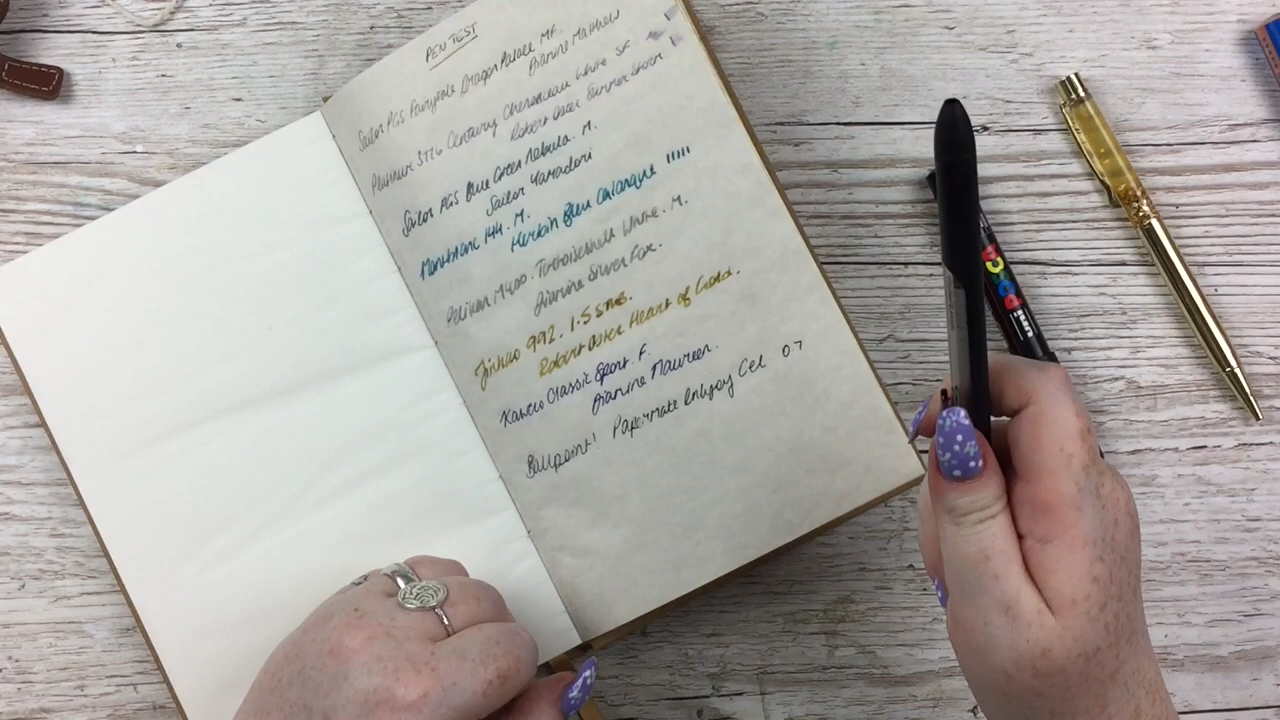 PEN TEST
Sailor PGS Fairytale Dragon Palace MF.
Diamine Matthew
Platinum 3776 Century Chenonceau White SF.
Robert Oster Summer Storm
Sailor PGS Blue Green Nebula. M.
Sailor Yamadori
Montblanc 144. M.
Herbin Bleu Calanque
Pelikan M400. Tortoiseshell White. M.
Diamine Silver Fox.
Jinhao 992. 1.5 STUB.
Robert Oster Heart of Gold.
Kaweco Classic Sport. F.
Diamine Maureen.
Ballpoint!
Papermate Inkjoy Gel 07
POSCA
uni